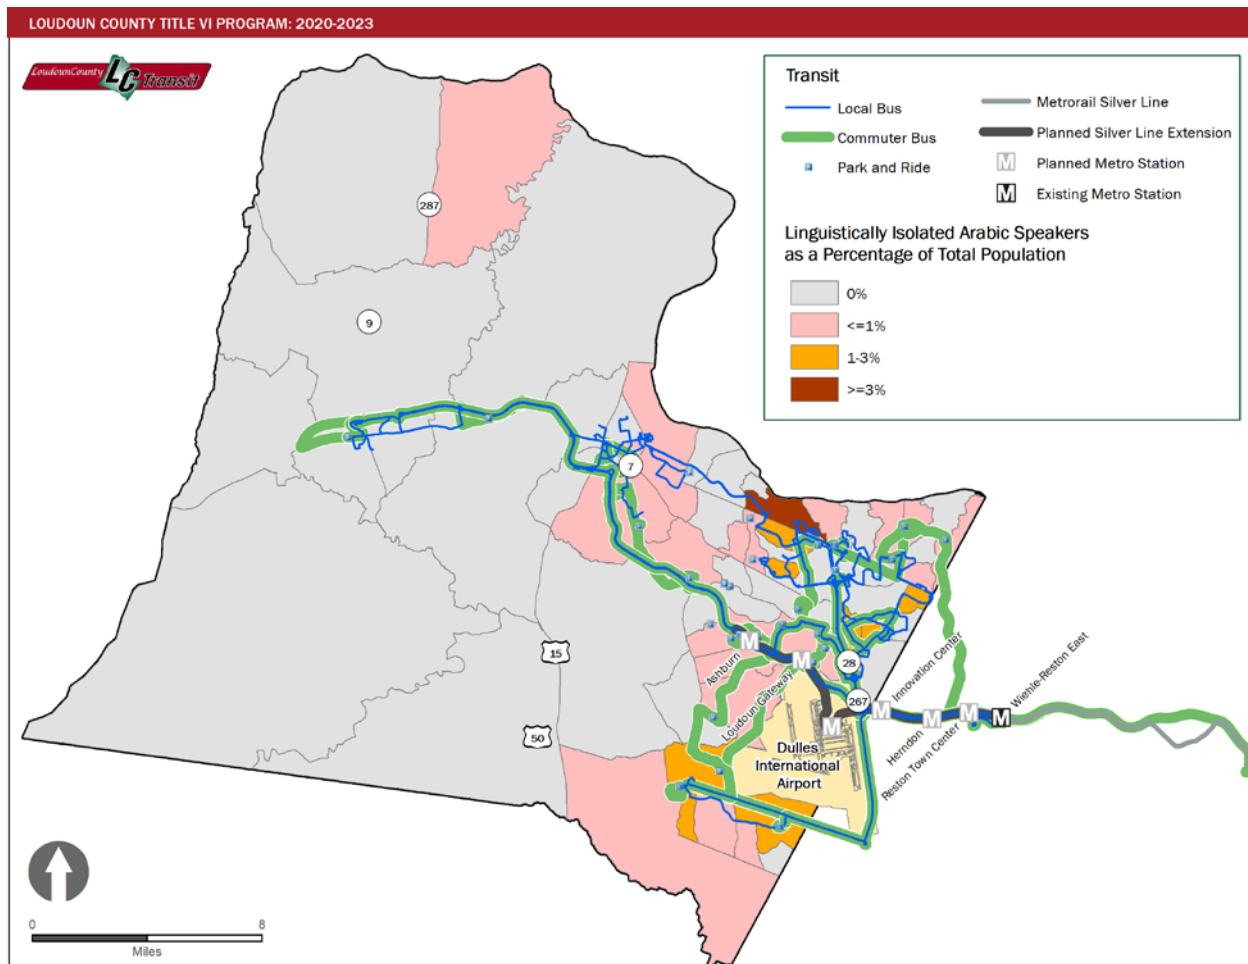 LOUDOUN COUNTY TITLE VI PROGRAM: 2020-2023
LoudounCounty LC Transit
Transit
Local Bus
Commuter Bus
Park and Ride
Metrorail Silver Line
Planned Silver Line Extension
M Planned Metro Station
M Existing Metro Station
Linguistically Isolated Arabic Speakers
as a Percentage of Total Population
0%
<=1%
1-3%
>=3%
287
9
7
15
50
28
267
Ashburn
M
Loudoun Gateway
M
M
Dulles
International
Airport
Innovation Center
M
Herndon
M
Reston Town Center
M
Wiehle-Reston East
M
0
8
Miles